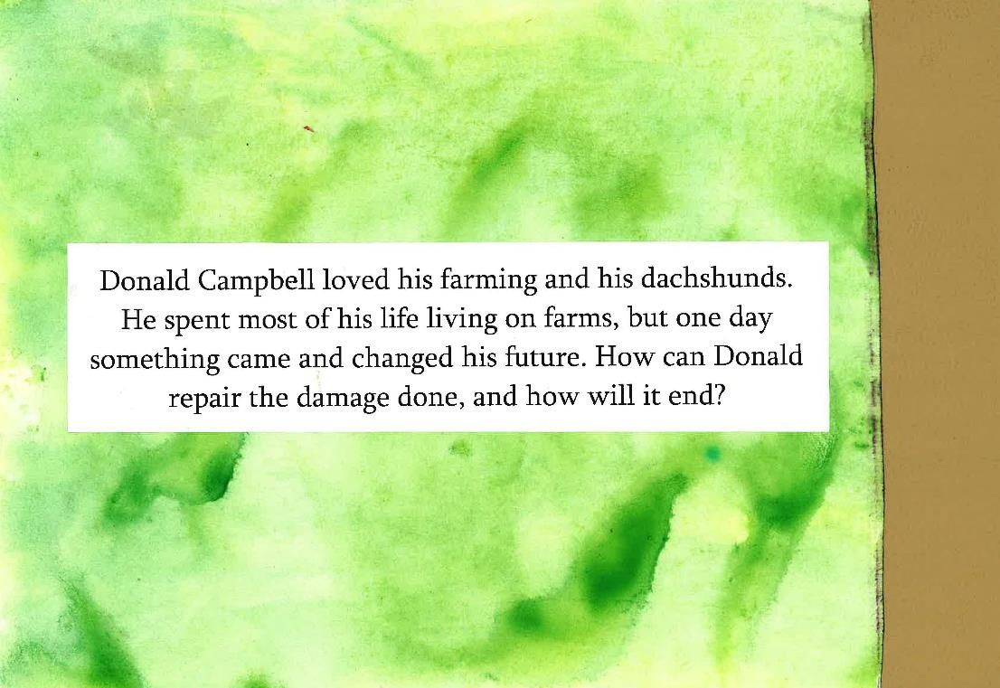 Donald Campbell loved his farming and his dachshunds.
He spent most of his life living on farms, but one day
something came and changed his future. How can Donald
repair the damage done, and how will it end?